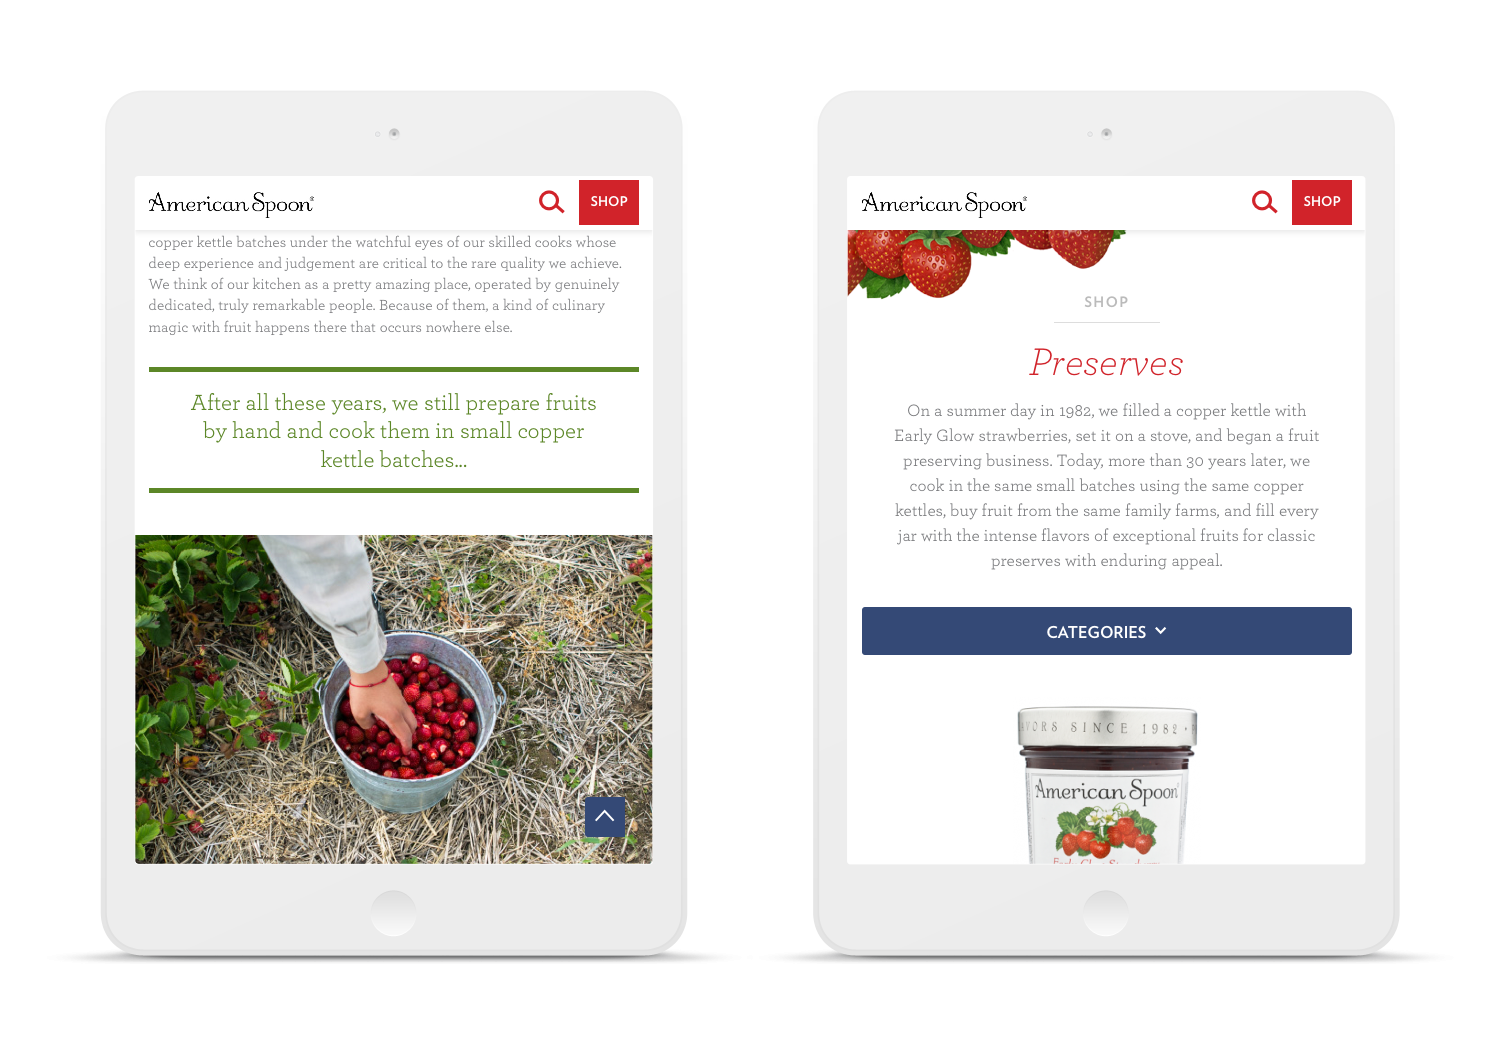 American Spoon®
SHOP
copper kettle batches under the watchful eyes of our skilled cooks whose
deep experience and judgement are critical to the rare quality we achieve.
We think of our kitchen as a pretty amazing place, operated by genuinely
dedicated, truly remarkable people. Because of them, a kind of culinary
magic with fruit happens there that occurs nowhere else.
After all these years, we still prepare fruits
by hand and cook them in small copper
kettle batches...
American Spoon®
SHOP
SHOP
Preserves
On a summer day in 1982, we filled a copper kettle with
Early Glow strawberries, set it on a stove, and began a fruit
preserving business. Today, more than 30 years later, we
cook in the same small batches using the same copper
kettles, buy fruit from the same family farms, and fill every
jar with the intense flavors of exceptional fruits for classic
preserves with enduring appeal.
CATEGORIES
VORS SINCE 1982 •
American Spoon